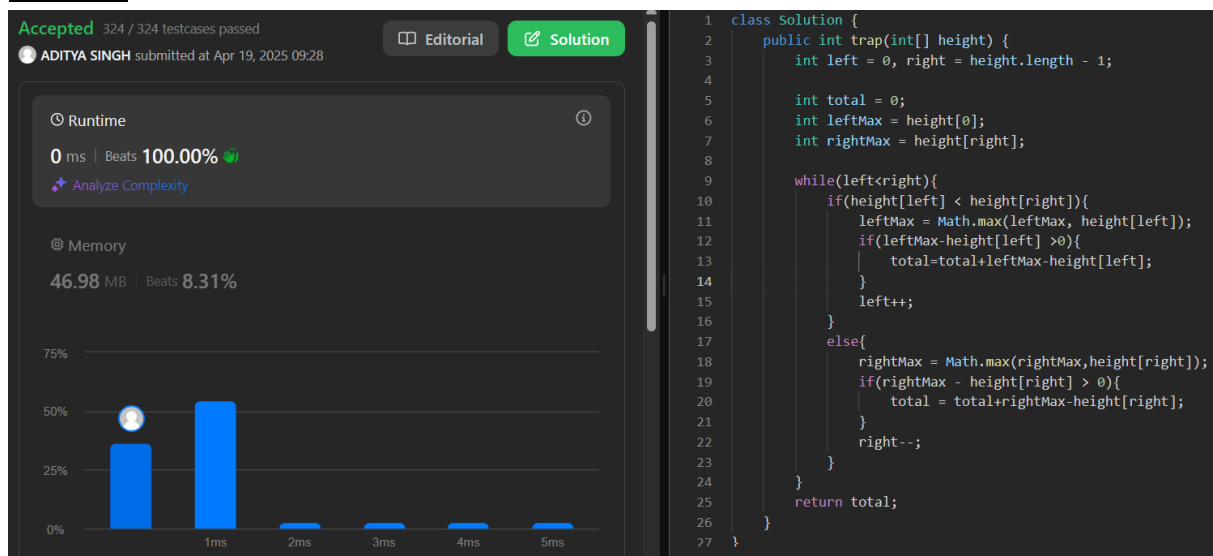 Accepted 324 / 324 testcases passed
ADITYA SINGH submitted at Apr 19, 2025 09:28
Editorial
Solution
Runtime
0 ms | Beats 100.00%
Analyze Complexity
Memory
46.98 MB | Beats 8.31%
75%
50%
25%
0%
1ms 2ms 3ms 4ms 5ms
1 class Solution {
2     public int trap(int[] height) {
3         int left = 0, right = height.length - 1;
4
5         int total = 0;
6         int leftMax = height[0];
7         int rightMax = height[right];
8
9         while(left<right){
10             if(height[left] < height[right]){
11                 leftMax = Math.max(leftMax, height[left]);
12                 if(leftMax-height[left] >0){
13                     total=total+leftMax-height[left];
14                 }
15                 left++;
16             }
17             else{
18                 rightMax = Math.max(rightMax,height[right]);
19                 if(rightMax - height[right] > 0){
20                     total = total+rightMax-height[right];
21                 }
22                 right--;
23             }
24         }
25         return total;
26     }
27 }